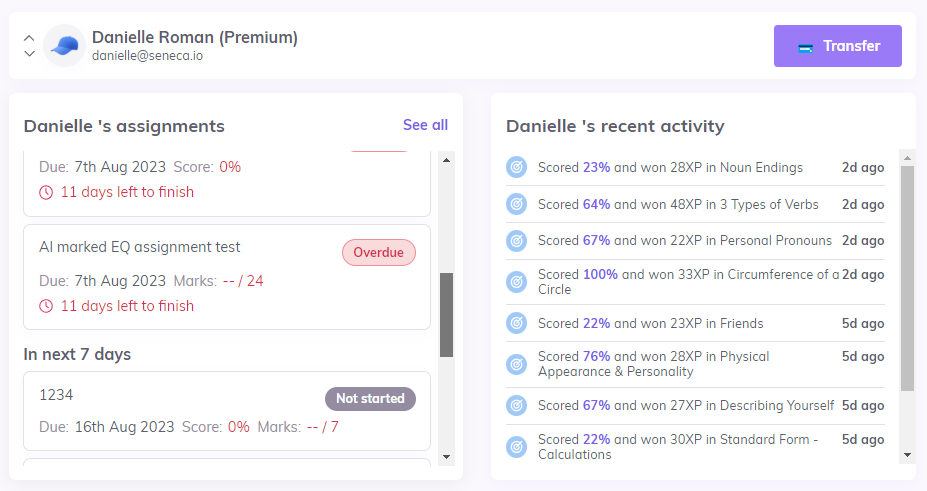 Danielle Roman (Premium)
danielle@seneca.io
Transfer
Danielle 's assignments
See all
Due: 7th Aug 2023 Score: 0%
11 days left to finish
AI marked EQ assignment test
Overdue
Due: 7th Aug 2023 Marks: -- / 24
11 days left to finish
In next 7 days
1234
Not started
Due: 16th Aug 2023 Score: 0% Marks: -- / 7
Danielle 's recent activity
Scored 23% and won 28XP in Noun Endings 2d ago
Scored 64% and won 48XP in 3 Types of Verbs 2d ago
Scored 67% and won 22XP in Personal Pronouns 2d ago
Scored 100% and won 33XP in Circumference of a 2d ago
Circle
Scored 22% and won 23XP in Friends 5d ago
Scored 76% and won 28XP in Physical 5d ago
Appearance & Personality
Scored 67% and won 27XP in Describing Yourself 5d ago
Scored 22% and won 30XP in Standard Form - 5d ago
Calculations